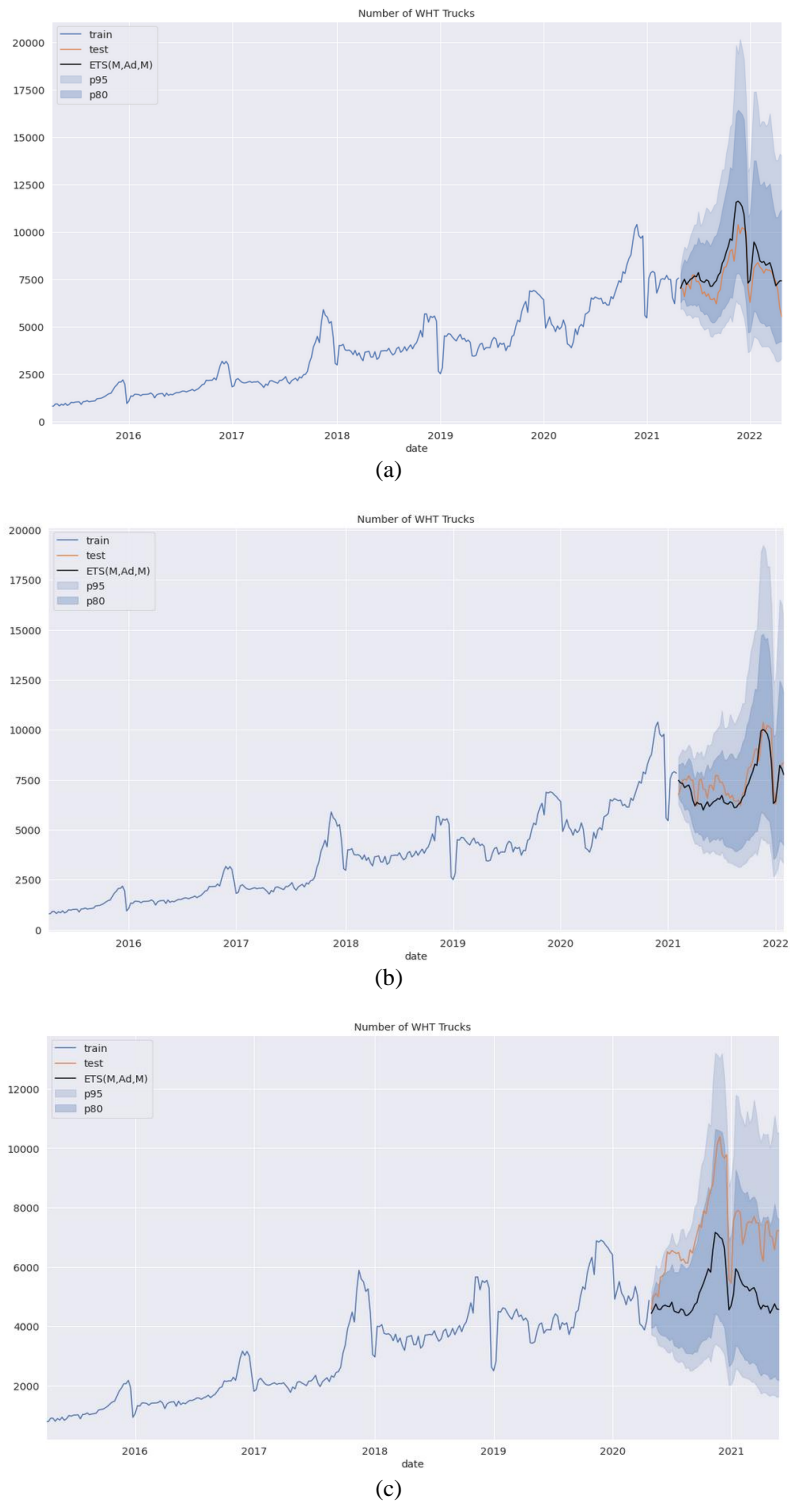 Number of WHT Trucks
train
test
ETS(M,Ad,M)
p95
p80
20000
17500
15000
12500
10000
7500
5000
2500
0
2016 2017 2018 2019 2020 2021 2022
date
(a)
Number of WHT Trucks
train
test
ETS(M,Ad,M)
p95
p80
20000
17500
15000
12500
10000
7500
5000
2500
0
2016 2017 2018 2019 2020 2021 2022
date
(b)
Number of WHT Trucks
train
test
ETS(M,Ad,M)
p95
p80
12000
10000
8000
6000
4000
2000
2016 2017 2018 2019 2020 2021
date
(c)